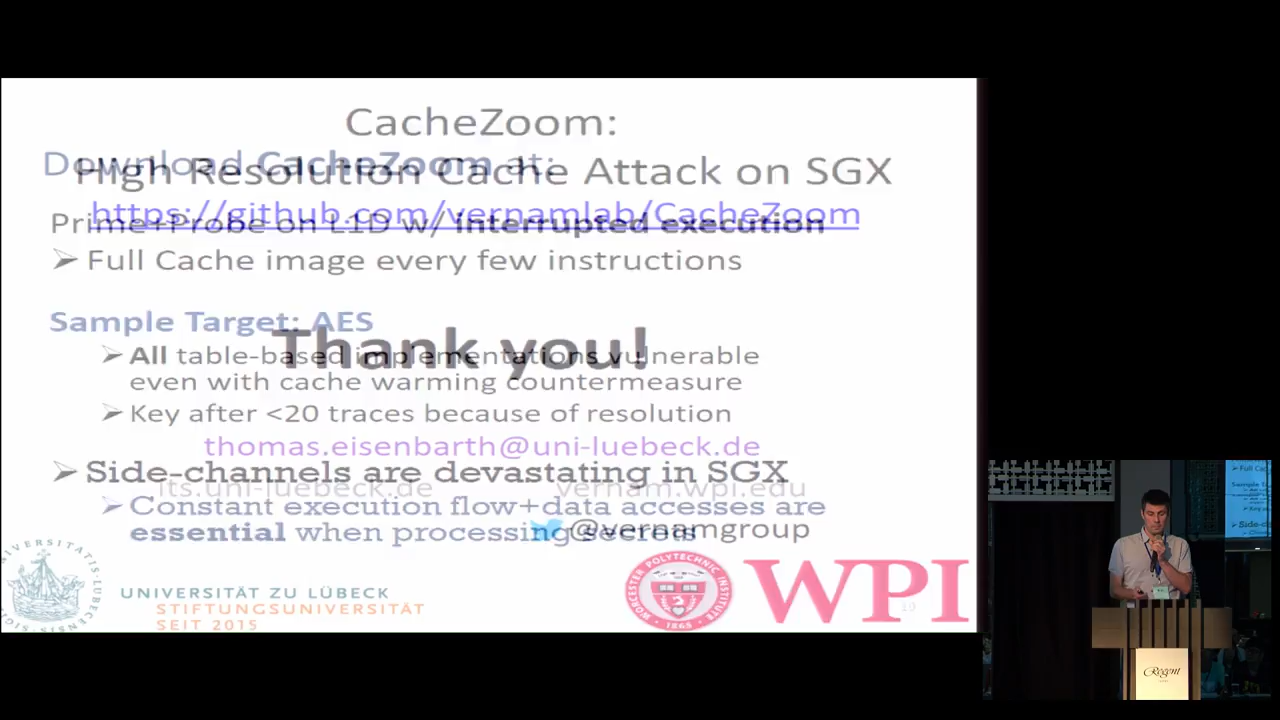 CacheZoom:
High Resolution Cache Attack on SGX
Download CacheZoom at:
https://github.com/vernamlab/CacheZoom
Prime+Probe on L1D w/ interrupted execution
➢ Full Cache image every few instructions
Sample Target: AES
Thank you!
➢ All table-based implementations vulnerable
even with cache warming countermeasure
➢ Key after <20 traces because of resolution
thomas.eisenbarth@uni-luebeck.de
➢ Side-channels are devastating in SGX
its.uni-luebeck.de vernam.wpi.edu
➢ Constant execution flow+data accesses are
essential when processing secrets
@vernamgroup
UNIVERSITÄT ZU LÜBECK
STIFTUNGSUNIVERSITÄT
SEIT 2015
WORCESTER POLYTECHNIC INSTITUTE
1865
WPI
Regent